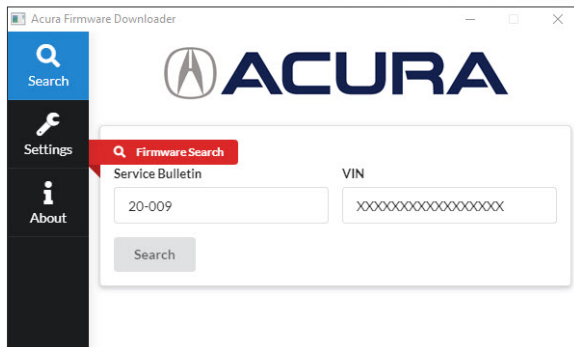 Acura Firmware Downloader
ACURA
Search
Settings
About
Firmware Search
Service Bulletin VIN
20-009 XXXXXXXXXXXXXXXXX
Search